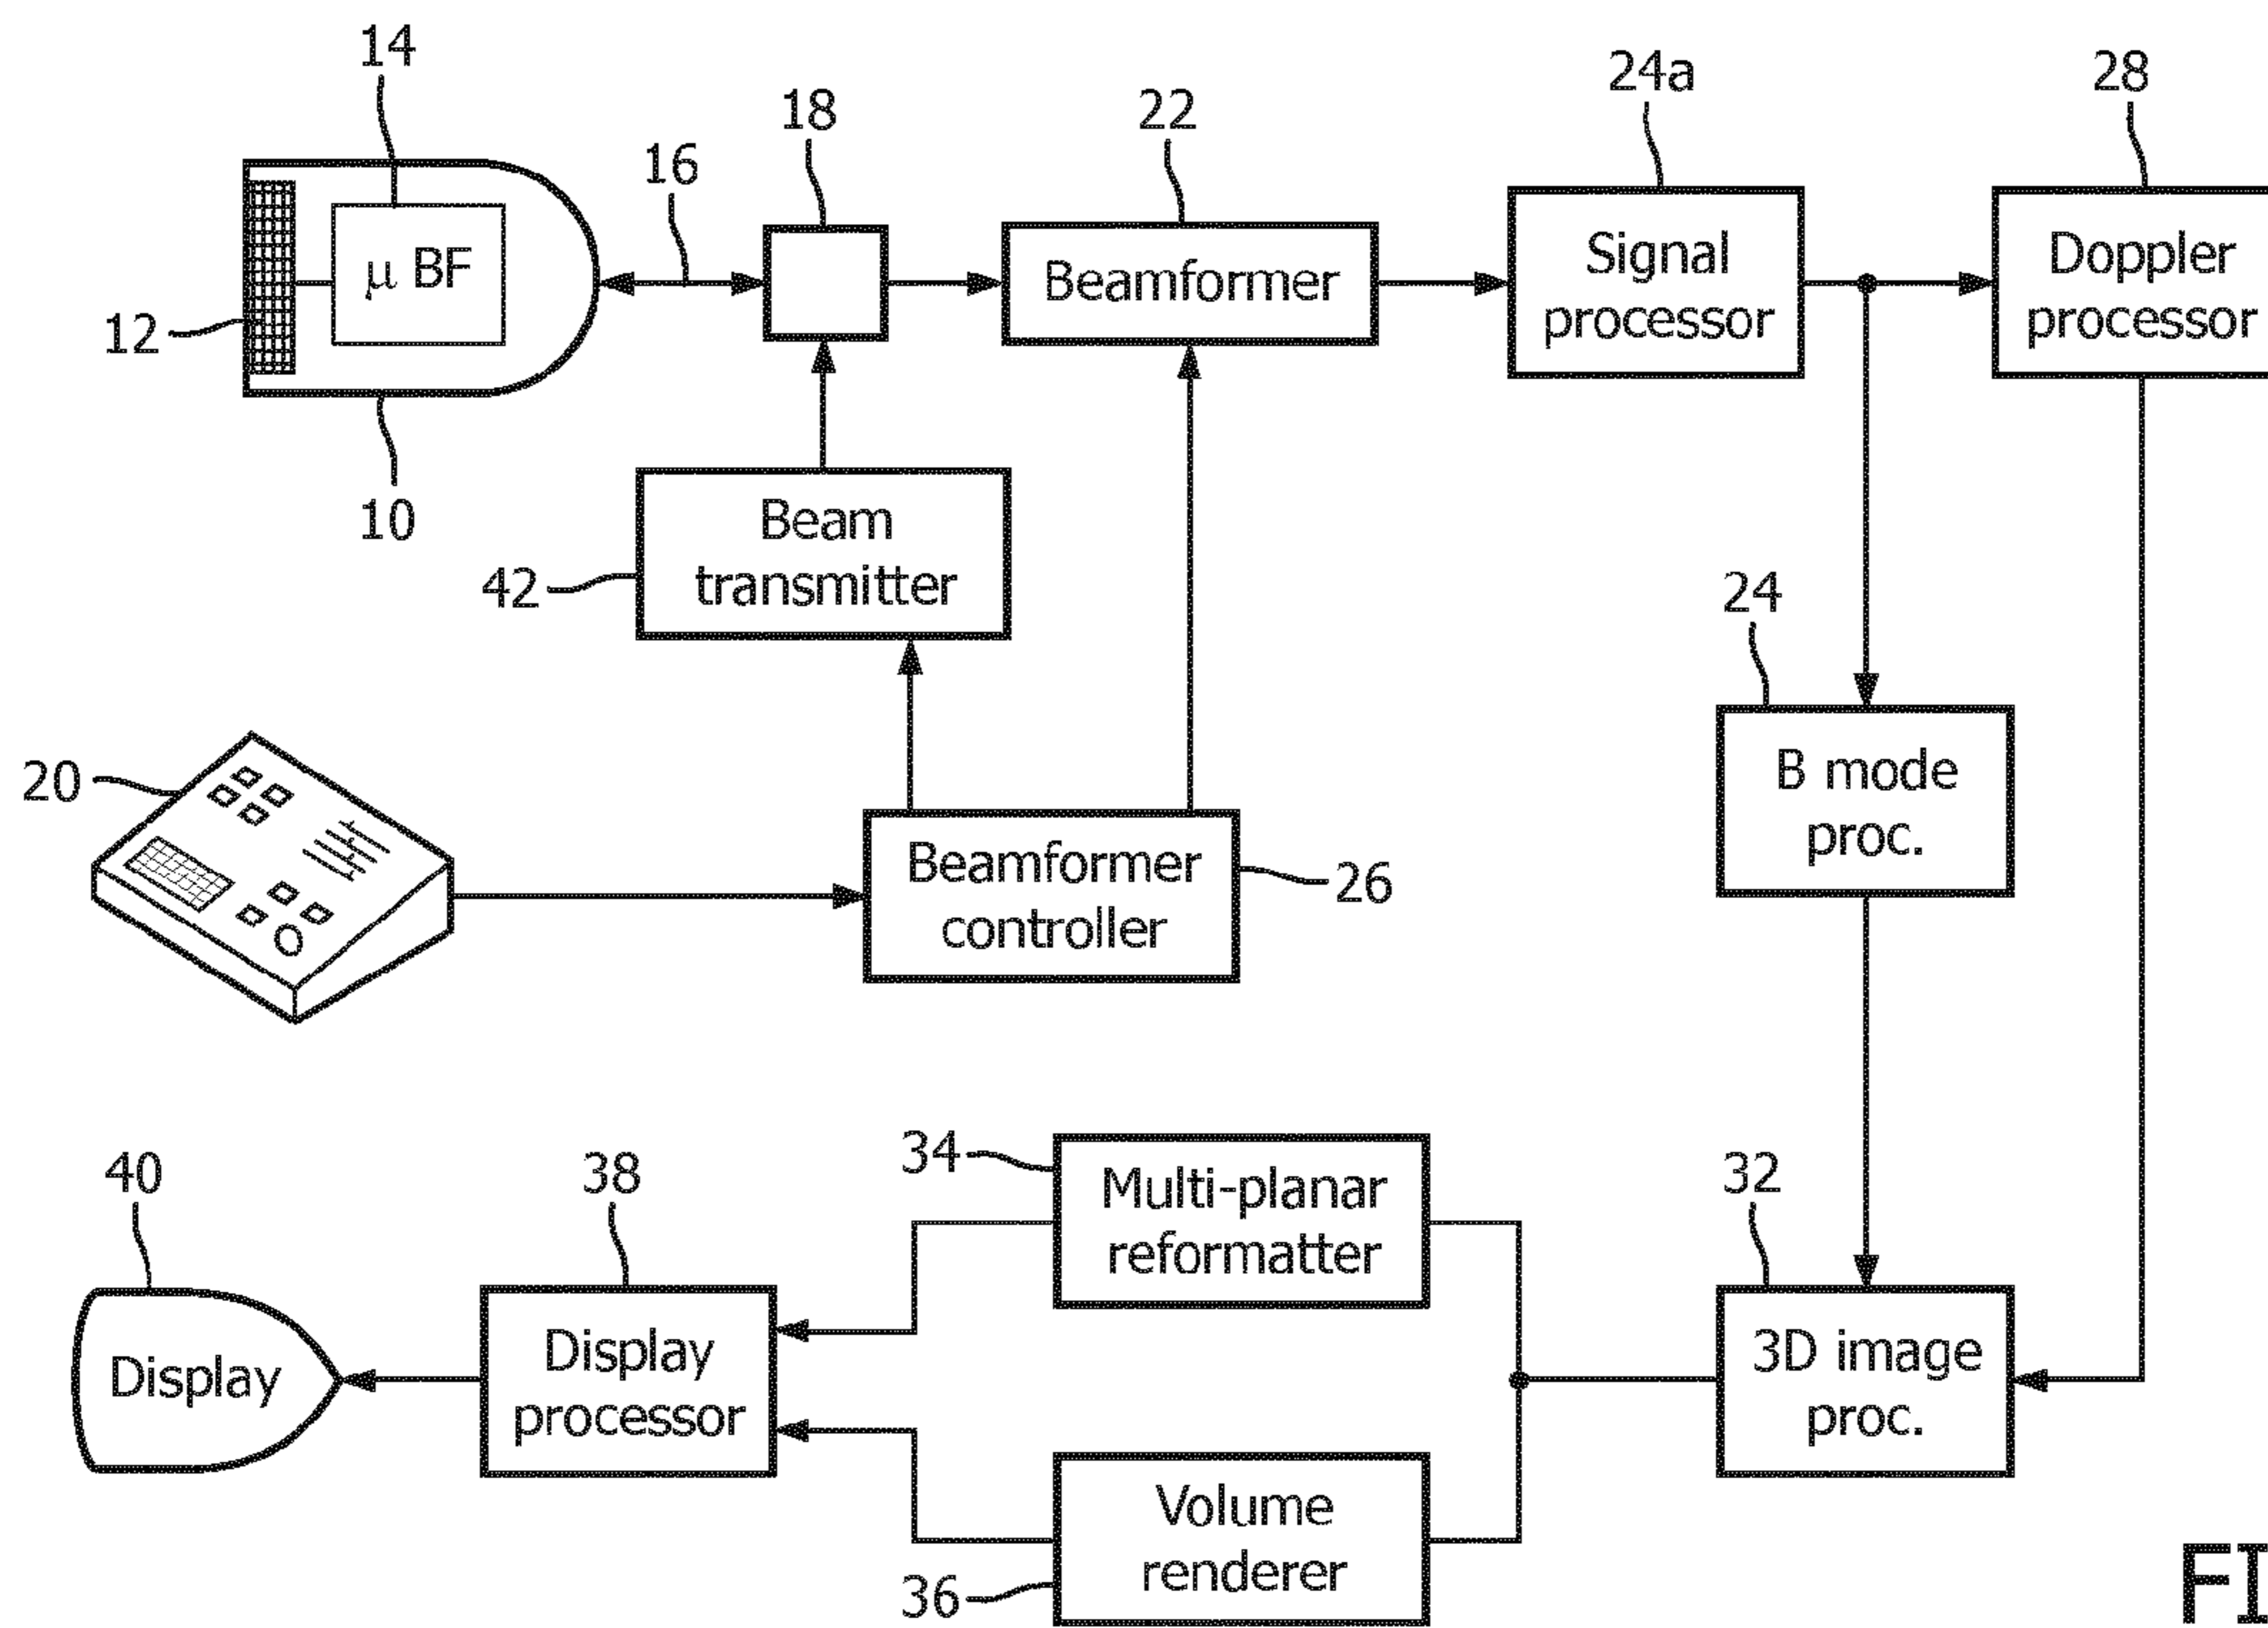 14
18
22
24a
28
16
μ BF
Beamformer
Signal
processor
Doppler
processor
12
10
Beam
transmitter
42
24
B mode
proc.
20
Beamformer
controller
26
34
Multi-planar
reformatter
40
38
32
Display
Display
processor
3D image
proc.
Volume
renderer
36
FI